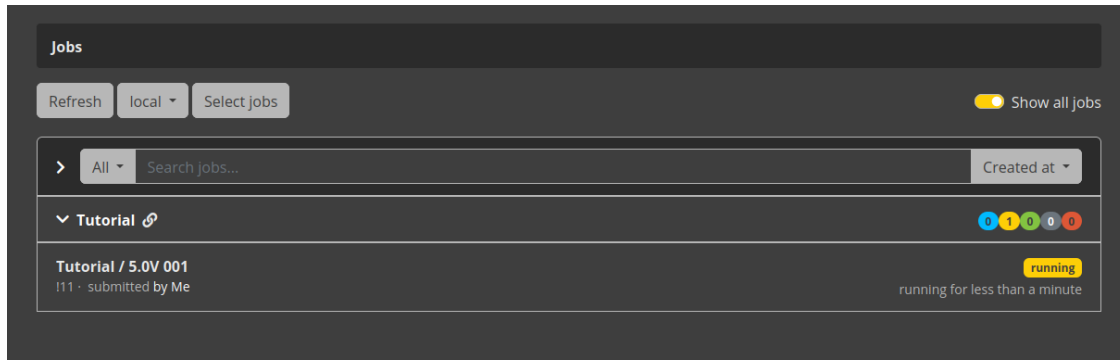 Jobs
Refresh local Select jobs Show all jobs
All Search jobs... Created at
Tutorial 0 1 0 0 0
Tutorial / 5.0V 001 running
!11 · submitted by Me running for less than a minute